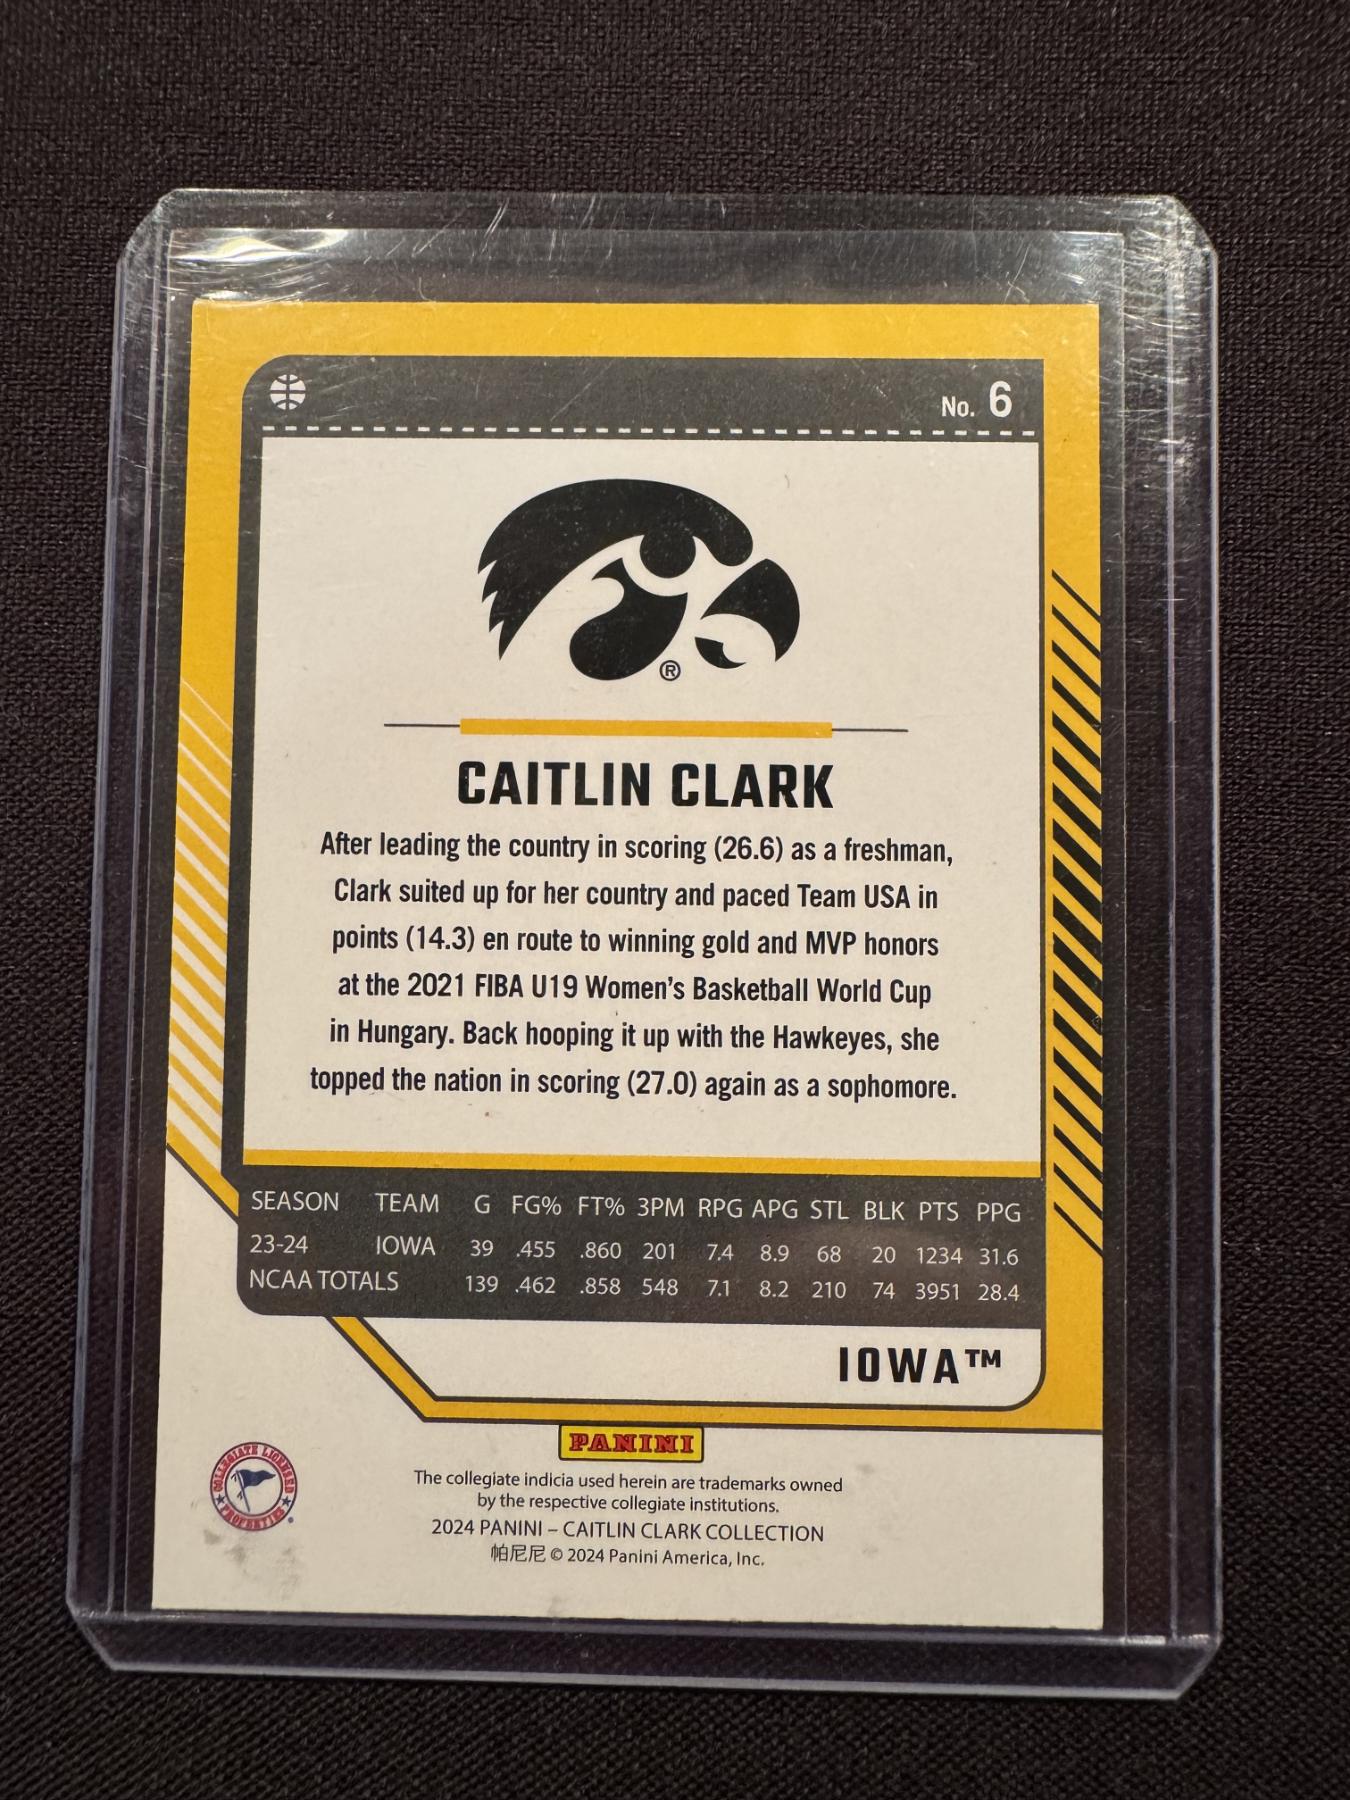 No. 6
®
CAITLIN CLARK
After leading the country in scoring (26.6) as a freshman,
Clark suited up for her country and paced Team USA in
points (14.3) en route to winning gold and MVP honors
at the 2021 FIBA U19 Women's Basketball World Cup
in Hungary. Back hooping it up with the Hawkeyes, she
topped the nation in scoring (27.0) again as a sophomore.
SEASON TEAM G FG% FT% 3PM RPG APG STL BLK PTS PPG
23-24 IOWA 39 .455 .860 201 7.4 8.9 68 20 1234 31.6
NCAA TOTALS 139 .462 .858 548 7.1 8.2 210 74 3951 28.4
IOWA™
PANINI
COLLEGIATE LICENSED
PROPERTIES
The collegiate indicia used herein are trademarks owned
by the respective collegiate institutions.
2024 PANINI – CAITLIN CLARK COLLECTION
帕尼尼 © 2024 Panini America, Inc.